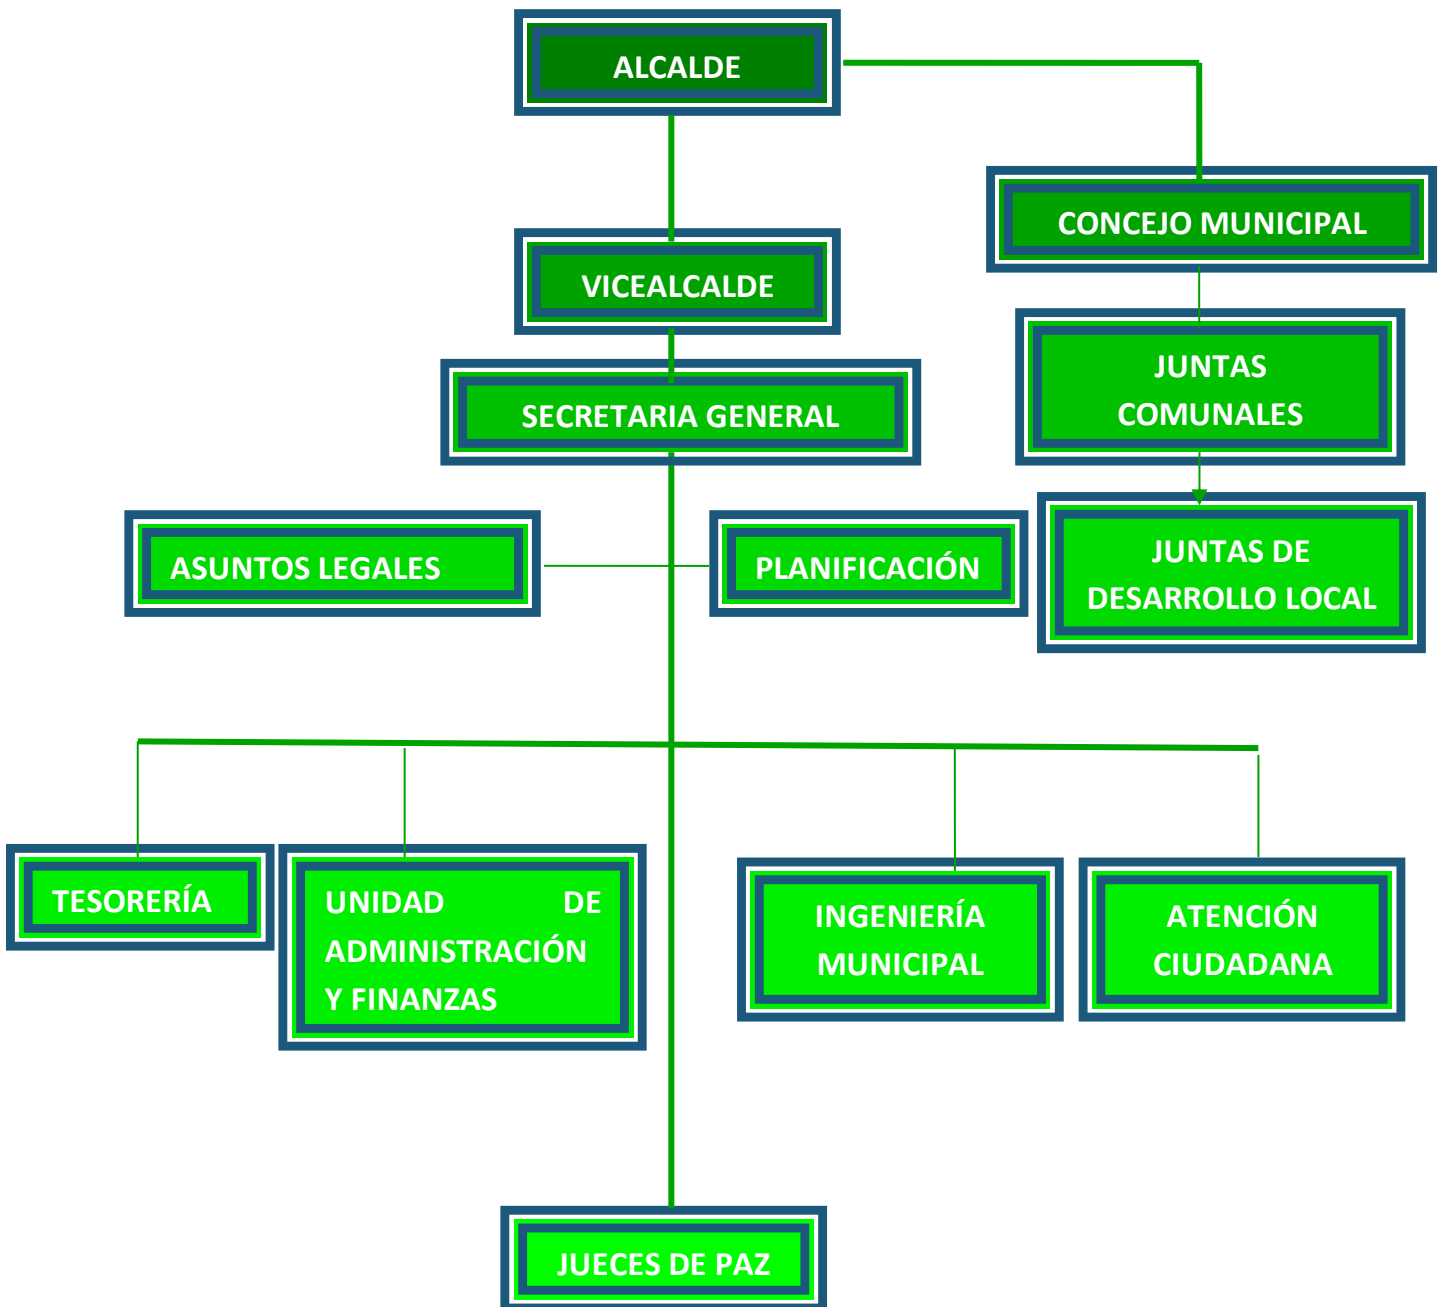 ALCALDE
CONCEJO MUNICIPAL
VICEALCALDE
JUNTAS
COMUNALES
SECRETARIA GENERAL
ASUNTOS LEGALES
PLANIFICACIÓN
JUNTAS DE
DESARROLLO LOCAL
TESORERÍA
UNIDAD DE
ADMINISTRACIÓN
Y FINANZAS
INGENIERÍA
MUNICIPAL
ATENCIÓN
CIUDADANA
JUECES DE PAZ